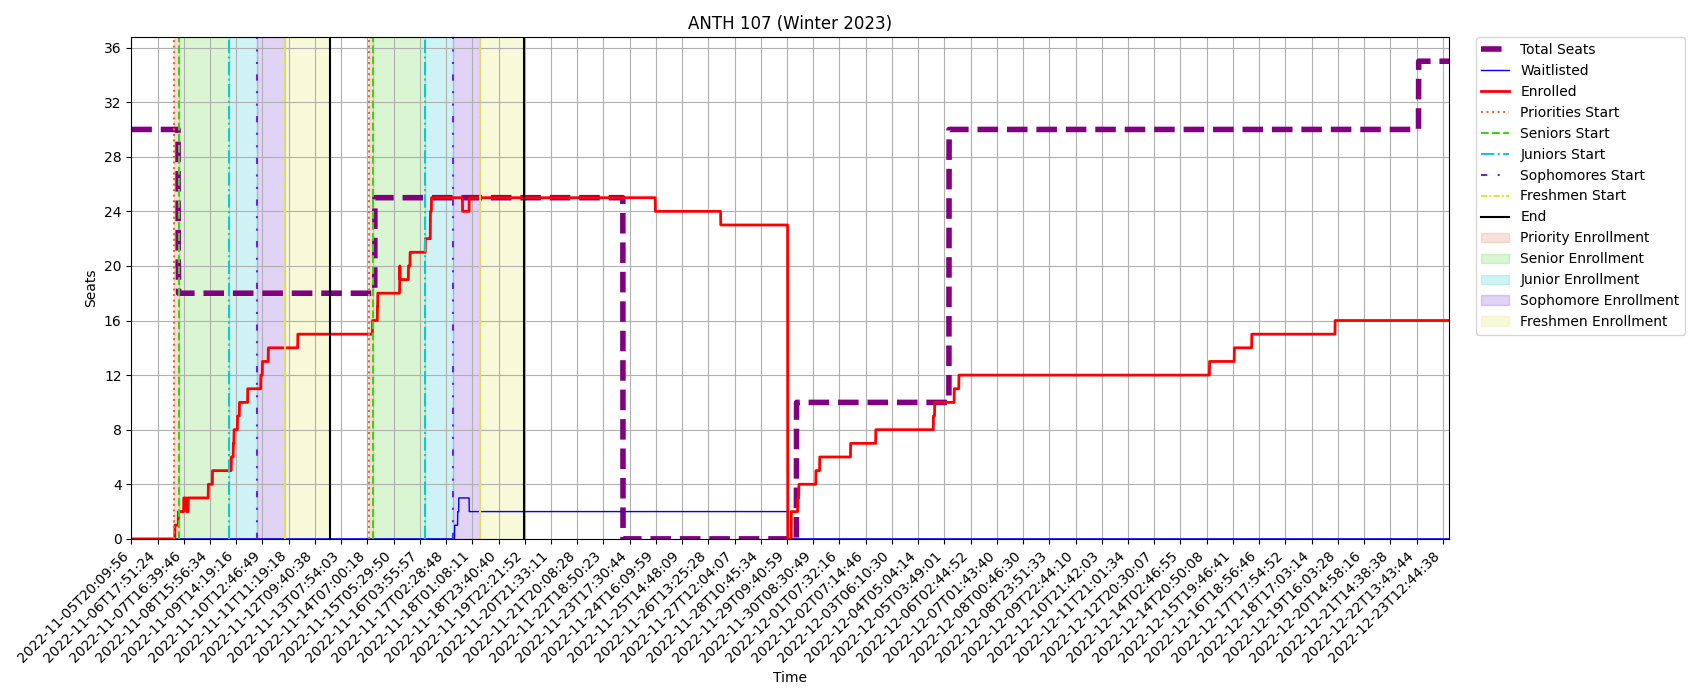 ANTH 107 (Winter 2023)
Seats
36
32
28
24
20
16
12
8
4
0
2022-11-05T20:09:56
2022-11-06T17:51:24
2022-11-07T16:39:46
2022-11-08T15:56:34
2022-11-09T14:19:16
2022-11-10T12:46:49
2022-11-11T11:19:18
2022-11-12T09:40:38
2022-11-13T07:54:03
2022-11-14T07:00:18
2022-11-15T05:29:50
2022-11-16T03:55:57
2022-11-17T02:28:48
2022-11-18T01:08:11
2022-11-18T23:40:40
2022-11-19T22:21:52
2022-11-20T21:33:11
2022-11-21T20:08:28
2022-11-22T18:50:23
2022-11-23T17:30:44
2022-11-24T16:09:59
2022-11-25T14:48:09
2022-11-26T13:25:28
2022-11-27T12:04:07
2022-11-28T10:45:34
2022-11-29T09:40:59
2022-11-30T08:30:49
2022-12-01T07:32:16
2022-12-02T07:14:46
2022-12-03T06:10:30
2022-12-04T05:04:14
2022-12-05T03:49:01
2022-12-06T02:44:52
2022-12-07T01:43:40
2022-12-08T00:46:30
2022-12-08T23:51:33
2022-12-09T22:44:10
2022-12-10T21:42:03
2022-12-11T21:01:34
2022-12-12T20:30:07
2022-12-14T02:46:55
2022-12-14T20:50:08
2022-12-15T19:46:41
2022-12-16T18:56:46
2022-12-17T17:54:52
2022-12-18T17:03:14
2022-12-19T16:03:28
2022-12-20T14:58:16
2022-12-21T14:38:38
2022-12-22T13:43:44
2022-12-23T12:44:38
Time
Total Seats
Waitlisted
Enrolled
Priorities Start
Seniors Start
Juniors Start
Sophomores Start
Freshmen Start
End
Priority Enrollment
Senior Enrollment
Junior Enrollment
Sophomore Enrollment
Freshmen Enrollment